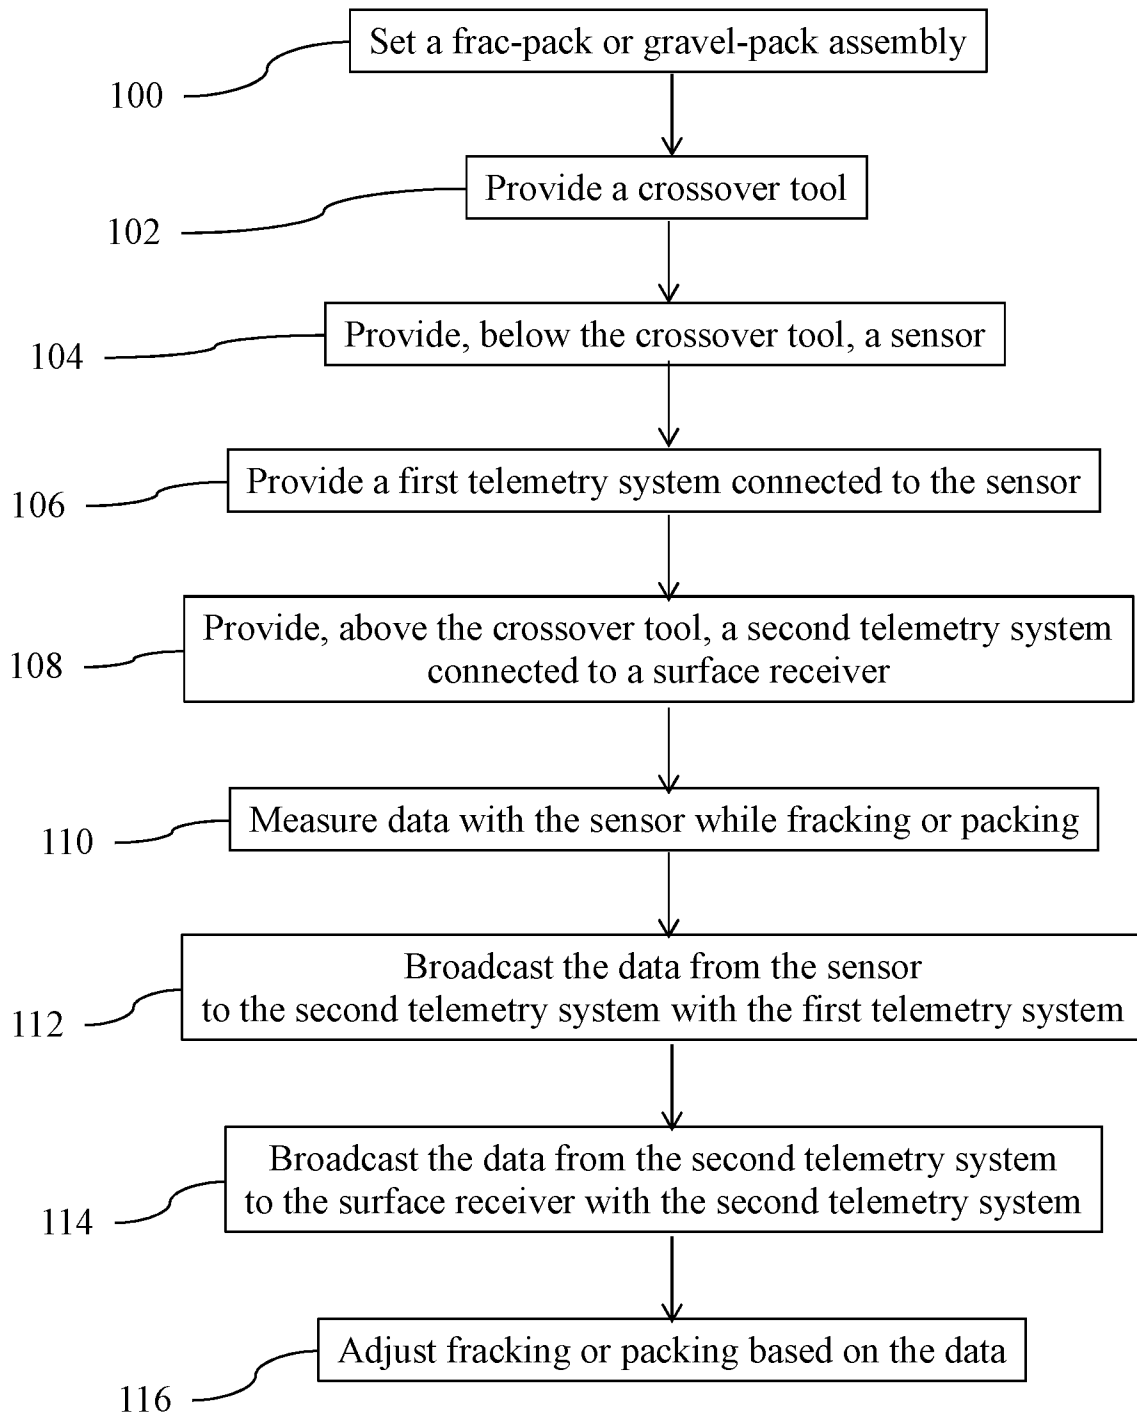 Set a frac-pack or gravel-pack assembly
100
Provide a crossover tool
102
Provide, below the crossover tool, a sensor
104
Provide a first telemetry system connected to the sensor
106
Provide, above the crossover tool, a second telemetry system
connected to a surface receiver
108
Measure data with the sensor while fracking or packing
110
Broadcast the data from the sensor
to the second telemetry system with the first telemetry system
112
Broadcast the data from the second telemetry system
to the surface receiver with the second telemetry system
114
Adjust fracking or packing based on the data
116